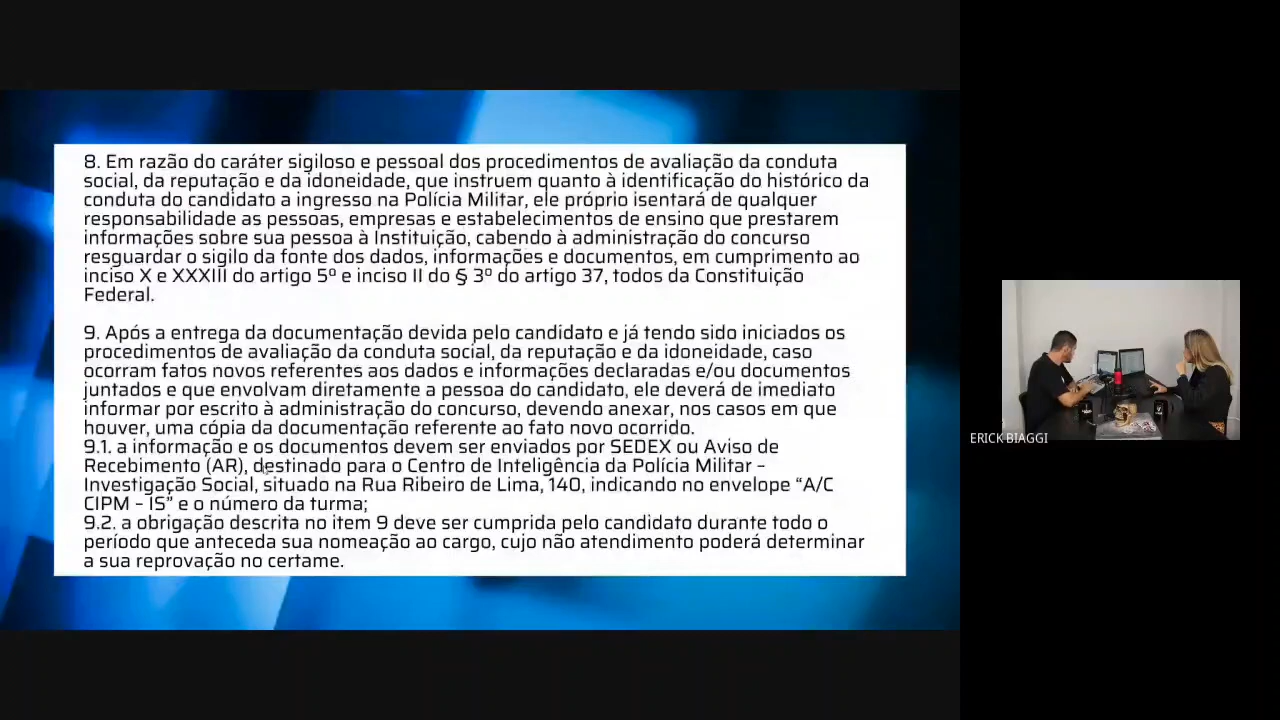 8. Em razão do caráter sigiloso e pessoal dos procedimentos de avaliação da conduta
social, da reputação e da idoneidade, que instruem quanto à identificação do histórico da
conduta do candidato a ingresso na Polícia Militar, ele próprio isentará de qualquer
responsabilidade as pessoas, empresas e estabelecimentos de ensino que prestarem
informações sobre sua pessoa à Instituição, cabendo à administração do concurso
resguardar o sigilo da fonte dos dados, informações e documentos, em cumprimento ao
inciso X e XXXIII do artigo 5º e inciso II do § 3º do artigo 37, todos da Constituição
Federal.
9. Após a entrega da documentação devida pelo candidato e já tendo sido iniciados os
procedimentos de avaliação da conduta social, da reputação e da idoneidade, caso
ocorram fatos novos referentes aos dados e informações declaradas e/ou documentos
juntados e que envolvam diretamente a pessoa do candidato, ele deverá de imediato
informar por escrito à administração do concurso, devendo anexar, nos casos em que
houver, uma cópia da documentação referente ao fato novo ocorrido.
9.1. a informação e os documentos devem ser enviados por SEDEX ou Aviso de
Recebimento (AR), destinado para o Centro de Inteligência da Polícia Militar –
Investigação Social, situado na Rua Ribeiro de Lima, 140, indicando no envelope “A/C
CIPM – IS” e o número da turma;
9.2. a obrigação descrita no item 9 deve ser cumprida pelo candidato durante todo o
período que anteceda sua nomeação ao cargo, cujo não atendimento poderá determinar
a sua reprovação no certame.
ERICK BIAGGI